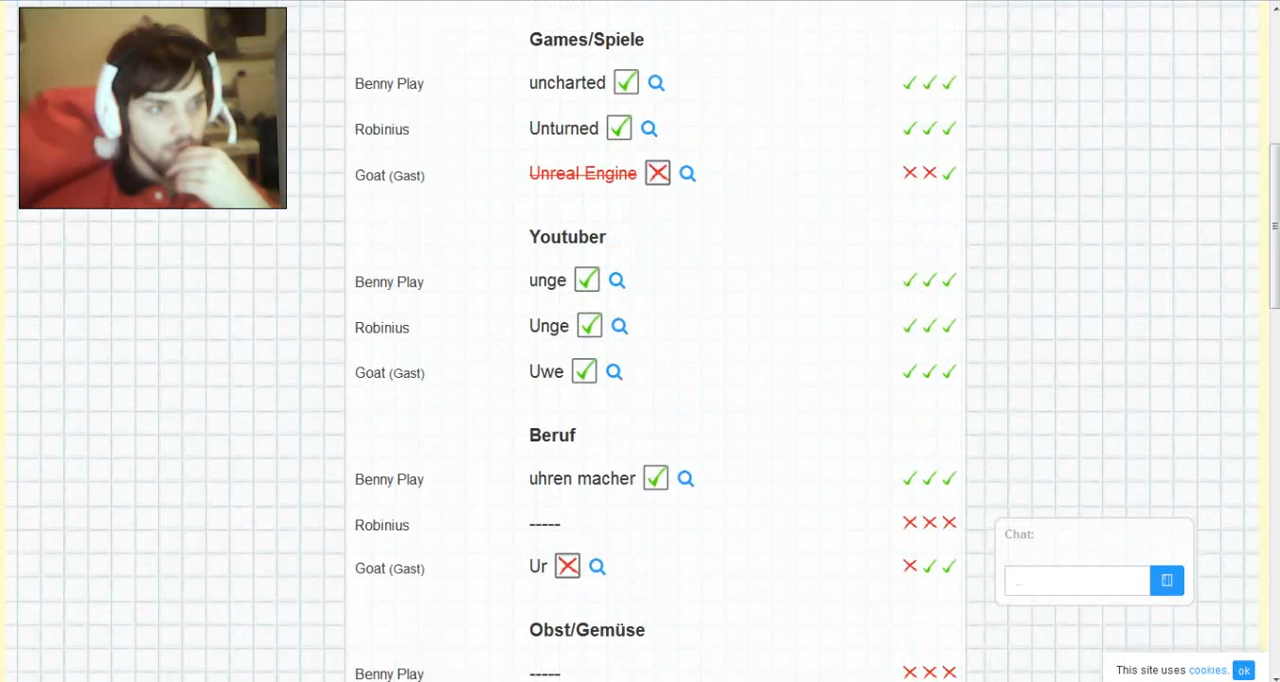 Games/Spiele
Benny Play uncharted
Robinius Unturned
Goat (Gast) Unreal Engine
Youtuber
Benny Play unge
Robinius Unge
Goat (Gast) Uwe
Beruf
Benny Play uhren macher
Robinius -----
Goat (Gast) Ur
Chat:
...
Obst/Gemüse
Benny Play -----
This site uses cookies. ok